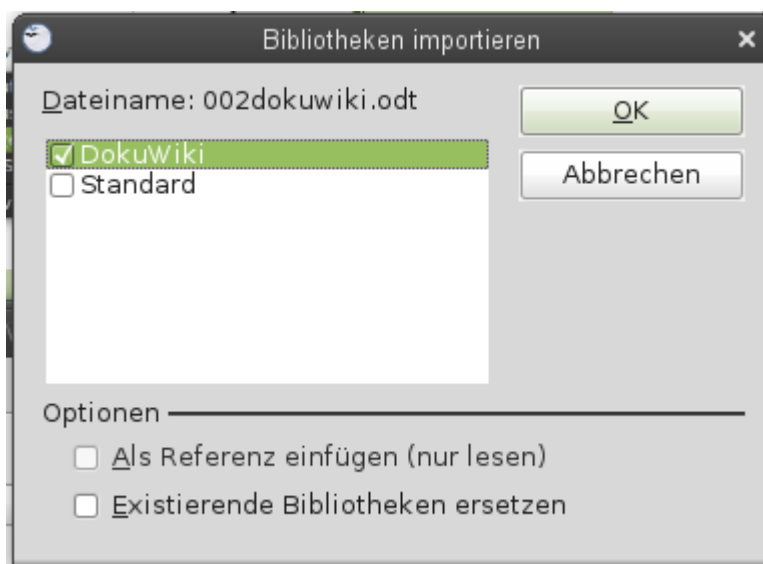 Bibliotheken importieren
Dateiname: 002dokuwiki.odt
OK
DokuWiki
Standard
Abbrechen
Optionen
Als Referenz einfügen (nur lesen)
Existierende Bibliotheken ersetzen